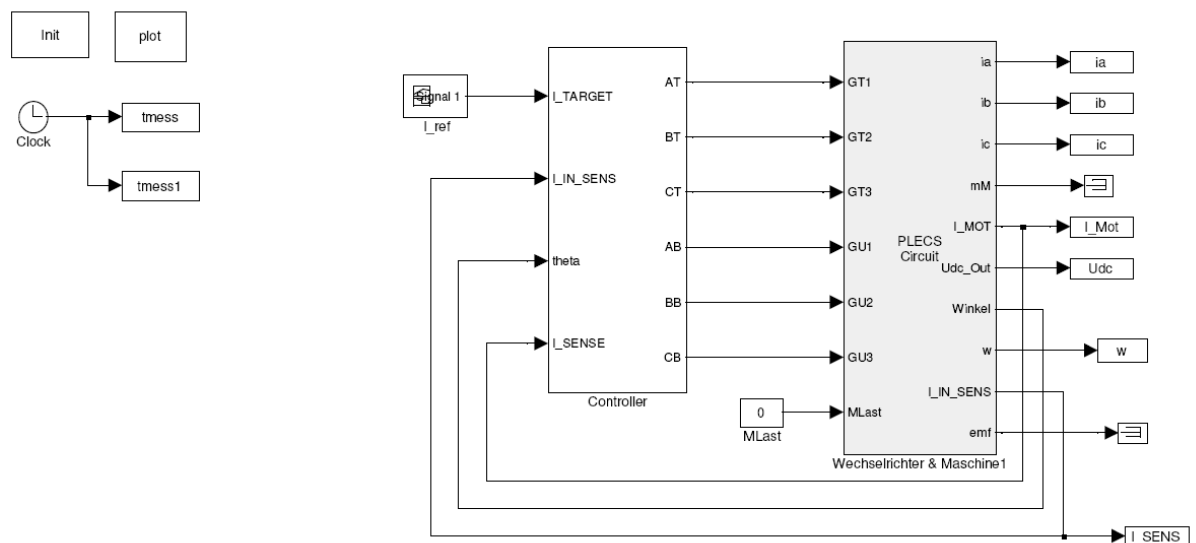 Init
plot
Clock
tmess
tmess1
Signal 1
I_ref
I_TARGET
I_IN_SENS
theta
I_SENSE
AT
BT
CT
AB
BB
CB
Controller
0
MLast
GT1
GT2
GT3
GU1
GU2
GU3
MLast
PLECS
Circuit
ia
ib
ic
mM
I_MOT
Udc_Out
Winkel
w
I_IN_SENS
emf
Wechselrichter & Maschine1
ia
ib
ic
I_Mot
Udc
w
I_SENS